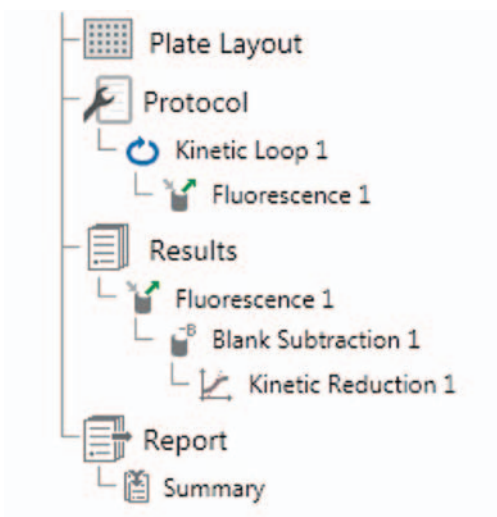 Plate Layout
Protocol
Kinetic Loop 1
Fluorescence 1
Results
Fluorescence 1
-B
Blank Subtraction 1
Kinetic Reduction 1
Report
Summary